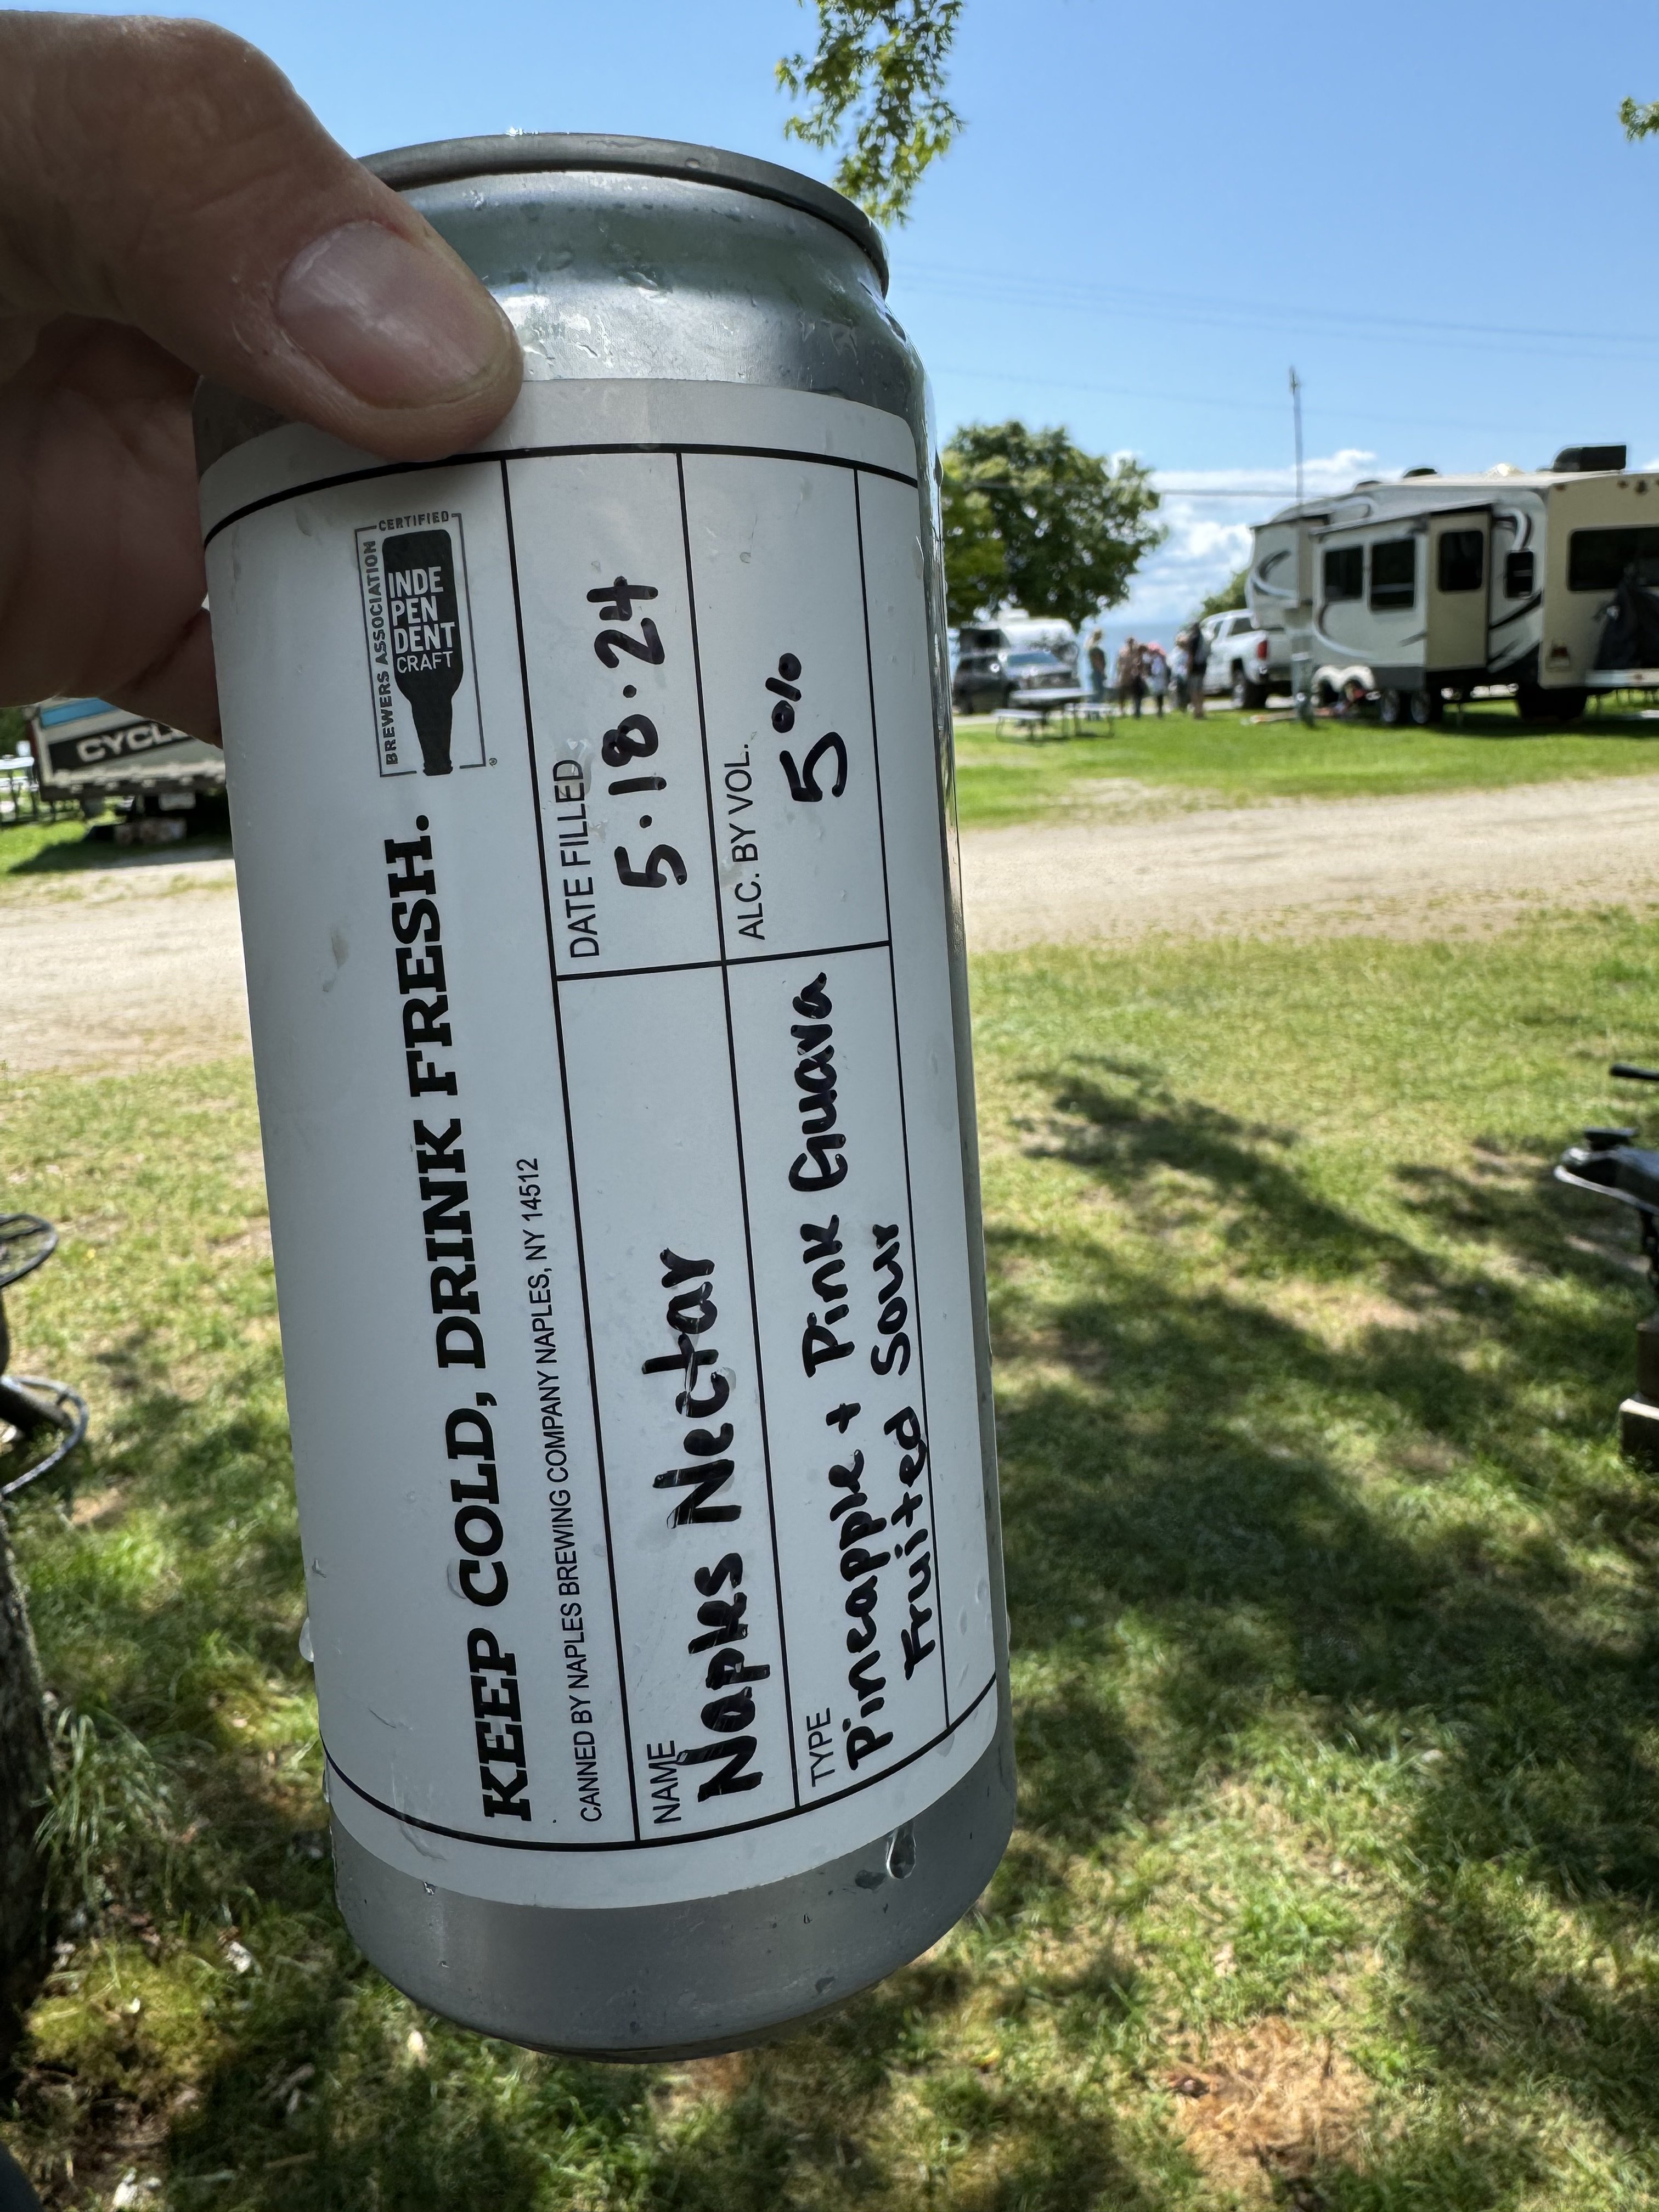 KEEP COLD, DRINK FRESH.
BREWERS ASSOCIATION
CERTIFIED
INDE
PEN
DENT
CRAFT
®
CANNED BY NAPLES BREWING COMPANY NAPLES, NY 14512
NAME
Naples Nectar
DATE FILLED
5.18.24
TYPE
Pineapple + Pink Guava
Fruited Sour
ALC. BY VOL.
5%